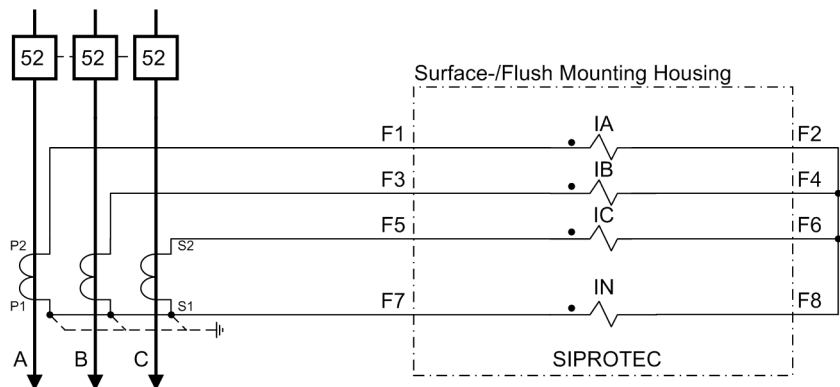 52 52 52
Surface-/Flush Mounting Housing
F1 IA F2
F3 IB F4
F5 IC F6
P2 S2
P1 S1
F7 IN F8
A B C
SIPROTEC